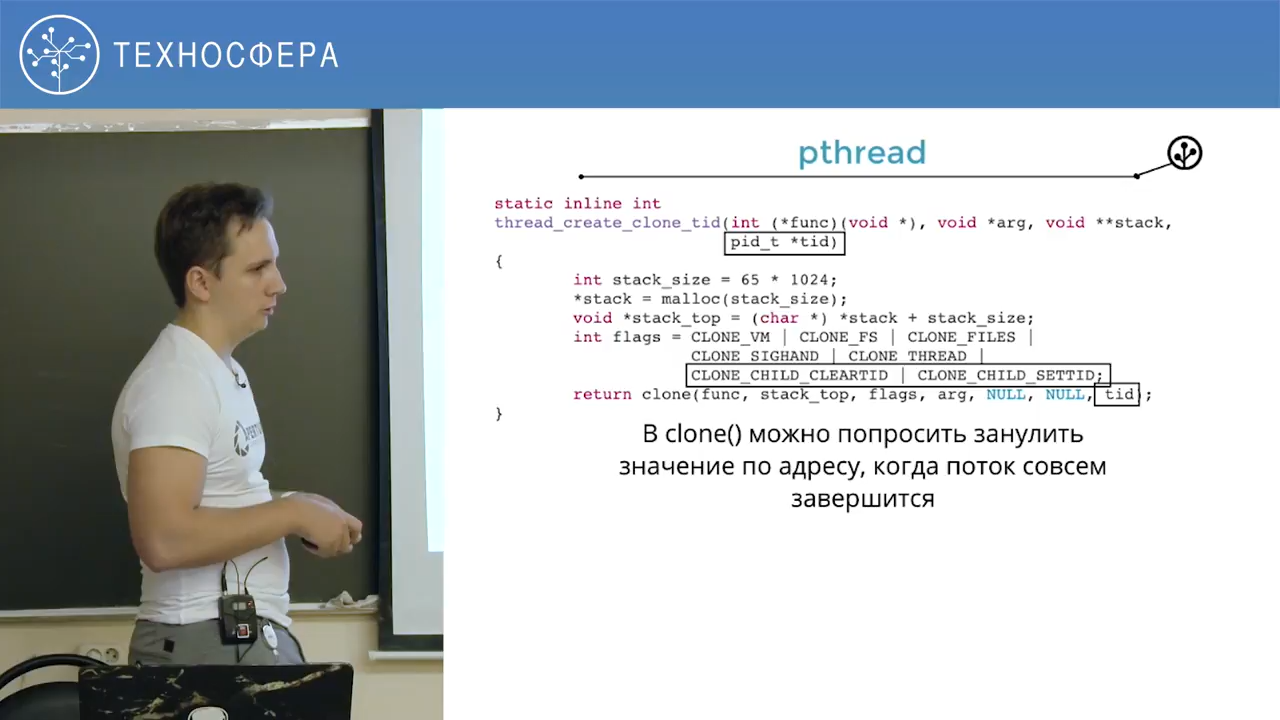 ТЕХНОСФЕРА
pthread
static inline int
thread_create_clone_tid(int (*func)(void *), void *arg, void **stack,
pid_t *tid)
{
int stack_size = 65 * 1024;
*stack = malloc(stack_size);
void *stack_top = (char *) *stack + stack_size;
int flags = CLONE_VM | CLONE_FS | CLONE_FILES |
CLONE_SIGHAND | CLONE_THREAD |
CLONE_CHILD_CLEARTID | CLONE_CHILD_SETTID;
return clone(func, stack_top, flags, arg, NULL, NULL, tid);
}
В clone() можно попросить занулить
значение по адресу, когда поток совсем
завершится